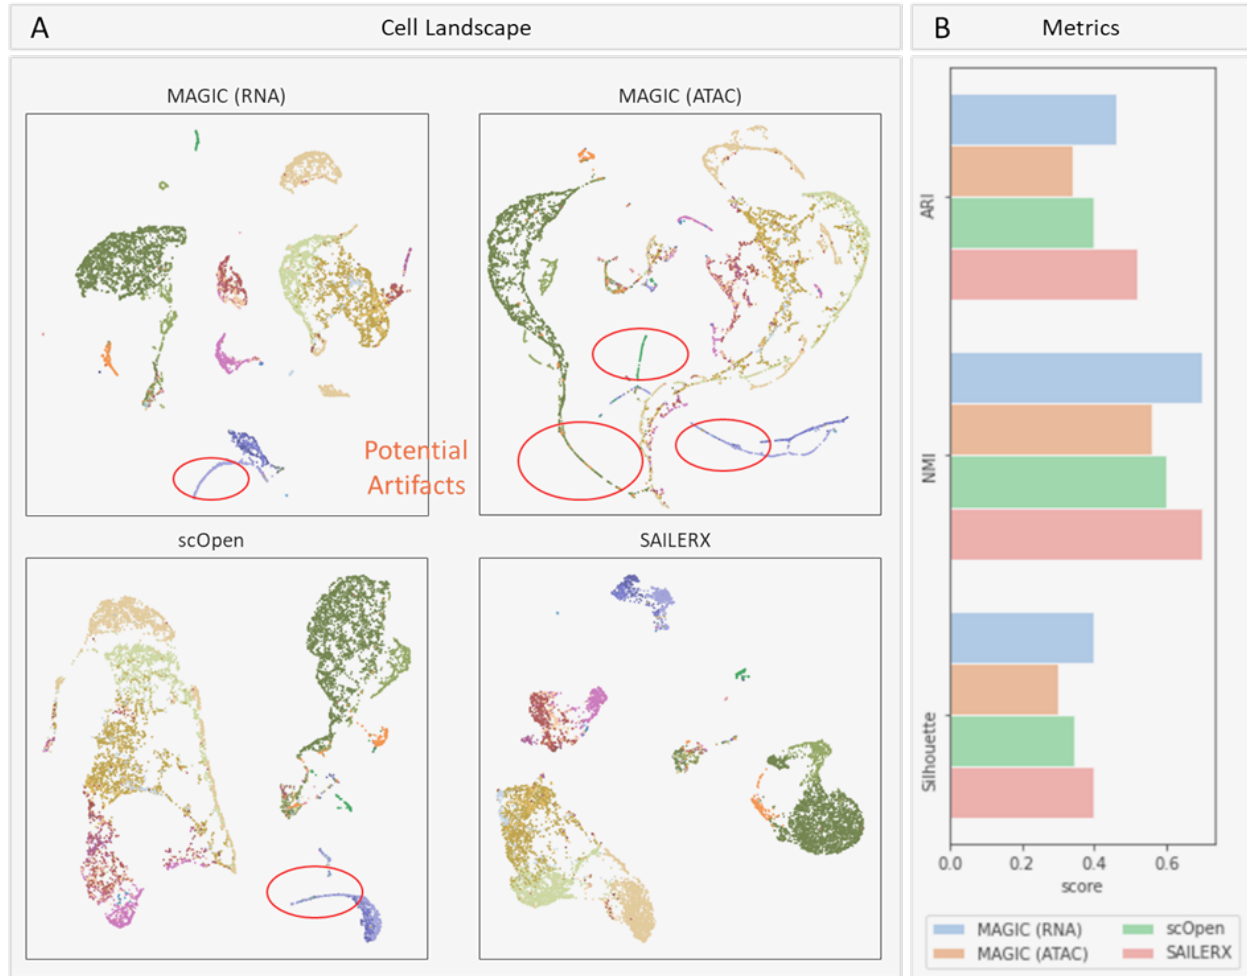 A
Cell Landscape
B
Metrics
MAGIC (RNA)
MAGIC (ATAC)
Potential
Artifacts
scOpen
SAILERX
ARI
NMI
Silhouette
0.0
0.2
0.4
0.6
score
MAGIC (RNA)
scOpen
MAGIC (ATAC)
SAILERX